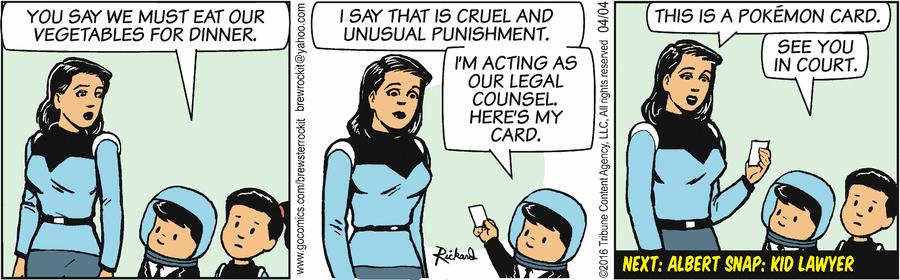 YOU SAY WE MUST EAT OUR
VEGETABLES FOR DINNER.
www.gocomics.com/brewsterrockit brewrockit@yahoo.com
I SAY THAT IS CRUEL AND
UNUSUAL PUNISHMENT.
I'M ACTING AS
OUR LEGAL
COUNSEL.
HERE'S MY
CARD.
Rickard
©2016 Tribune Content Agency, LLC, All rights reserved 04/04
THIS IS A POKÉMON CARD.
SEE YOU
IN COURT.
NEXT: ALBERT SNAP: KID LAWYER